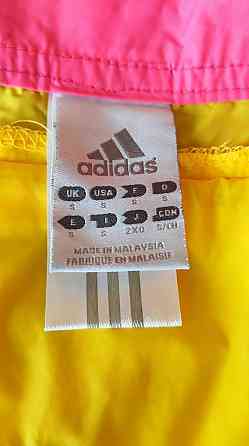 adidas
UK USA F D
S S S S
E I J CDN
S S 2XO S/CH
MADE IN MALAYSIA
FABRIQUE EN MALAISIE